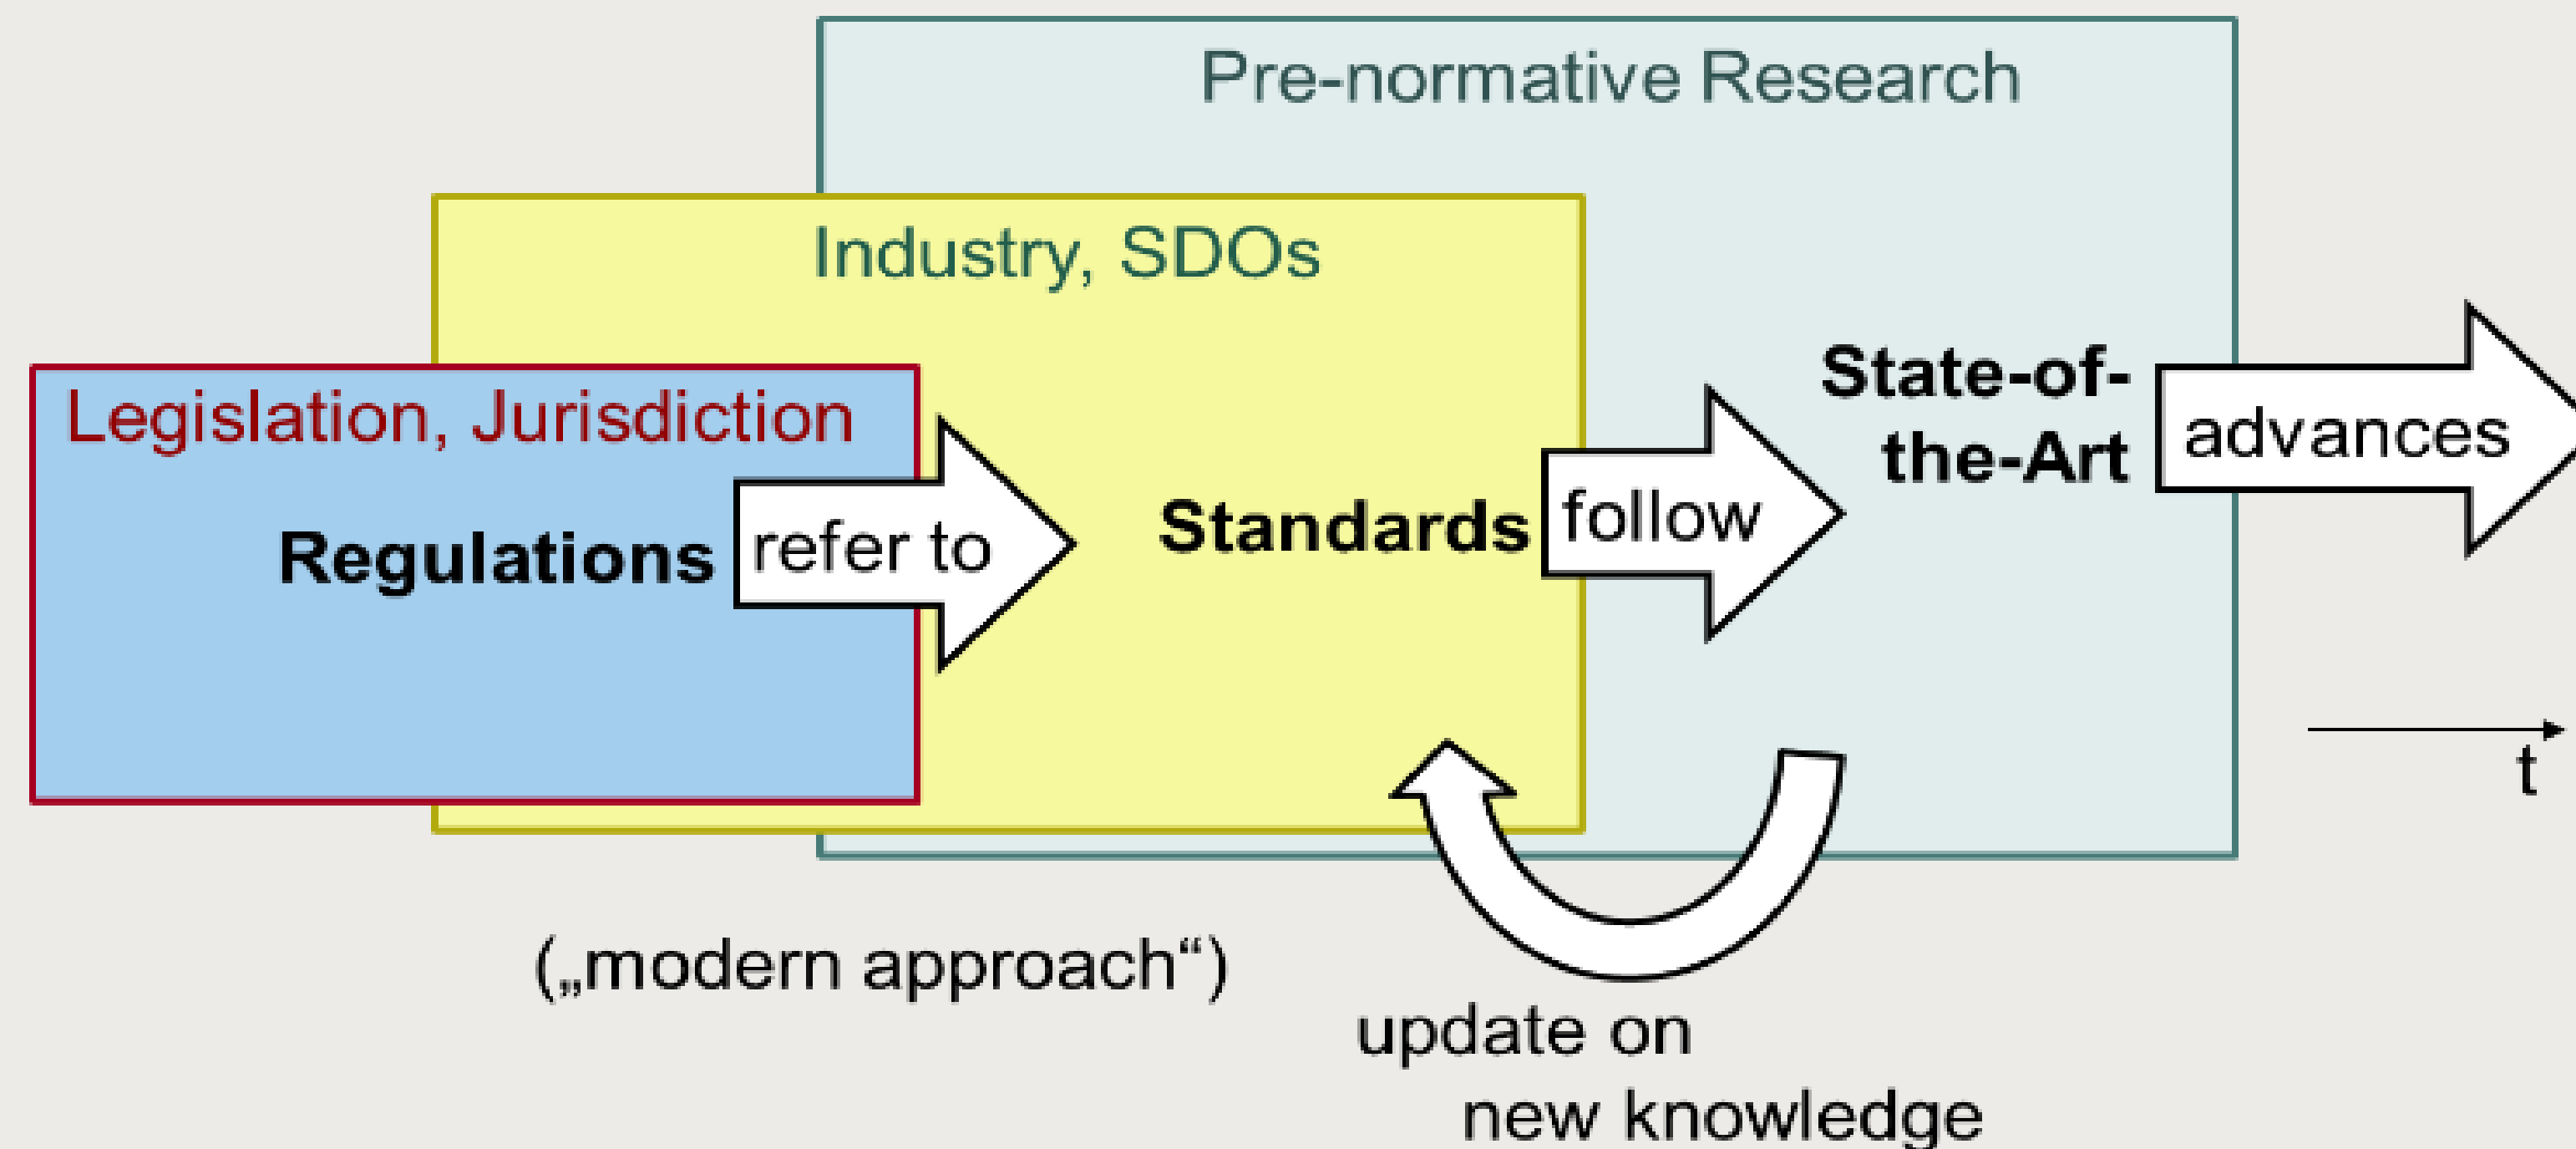 Pre-normative Research
Industry, SDOs
Legislation, Jurisdiction
Regulations
refer to
Standards
follow
State-of-
the-Art
advances
t
(„modern approach“)
update on
new knowledge